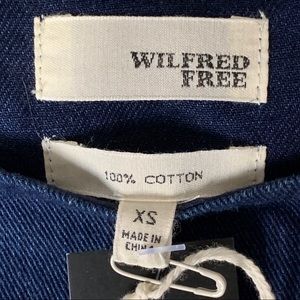 WILFRED
FREE
100% COTTON
XS
MADE IN
CHINA